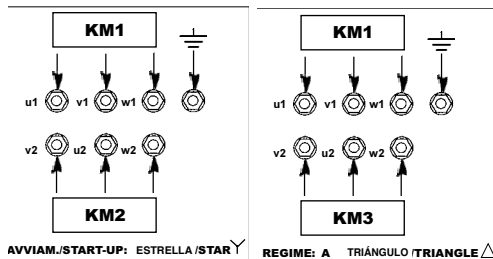 KM1
u1 v1 w1
v2 u2 w2
KM2
AVVIAM./START-UP: ESTRELLA /STAR
KM1
u1 v1 w1
v2 u2 w2
KM3
REGIME: A TRIÁNGULO /TRIANGLE